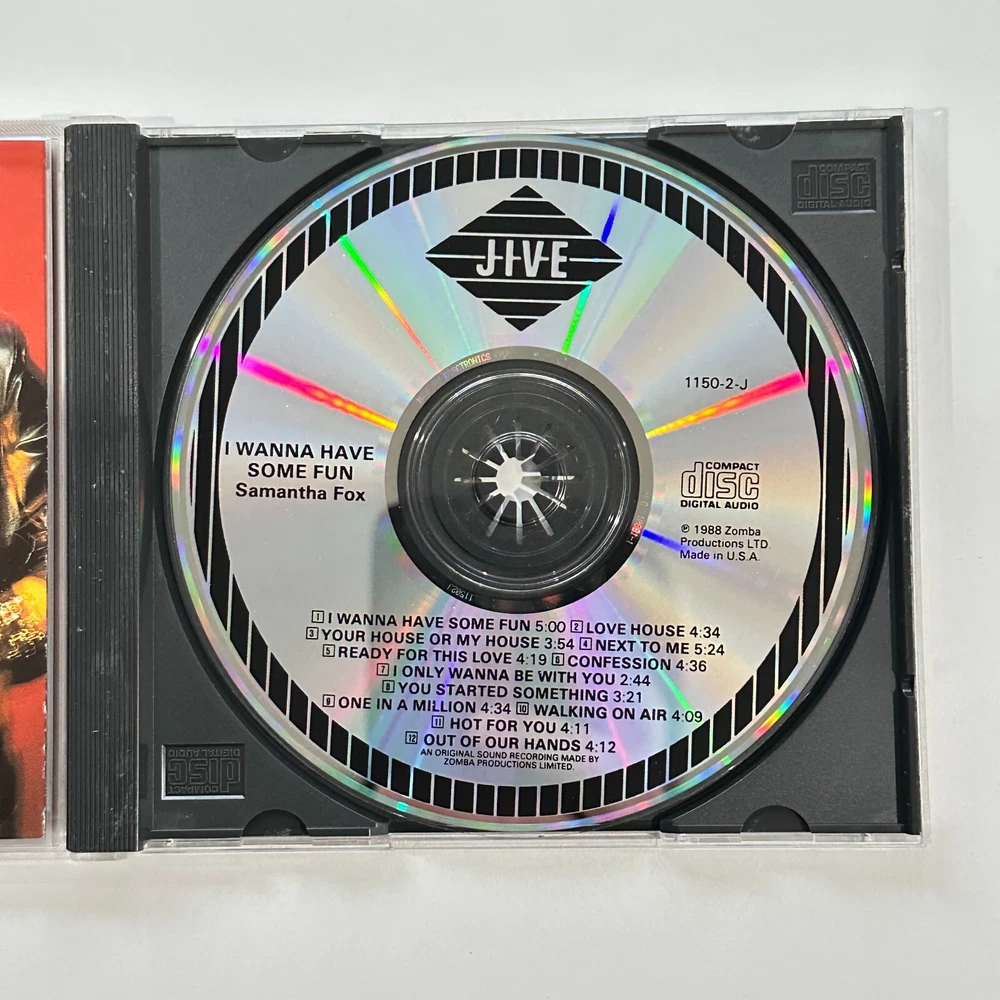 COMPACT
disc
DIGITAL AUDIO
J·I·V·E
1150-2-J
I WANNA HAVE
SOME FUN
Samantha Fox
COMPACT
disc
DIGITAL AUDIO
℗ 1988 Zomba
Productions LTD.
Made in U.S.A.
1 I WANNA HAVE SOME FUN 5:00 2 LOVE HOUSE 4:34
3 YOUR HOUSE OR MY HOUSE 3:54 4 NEXT TO ME 5:24
5 READY FOR THIS LOVE 4:19 6 CONFESSION 4:36
7 I ONLY WANNA BE WITH YOU 2:44
8 YOU STARTED SOMETHING 3:21
9 ONE IN A MILLION 4:34 10 WALKING ON AIR 4:09
11 HOT FOR YOU 4:11
12 OUT OF OUR HANDS 4:12
AN ORIGINAL SOUND RECORDING MADE BY
ZOMBA PRODUCTIONS LIMITED.
COMPACT
disc
DIGITAL AUDIO